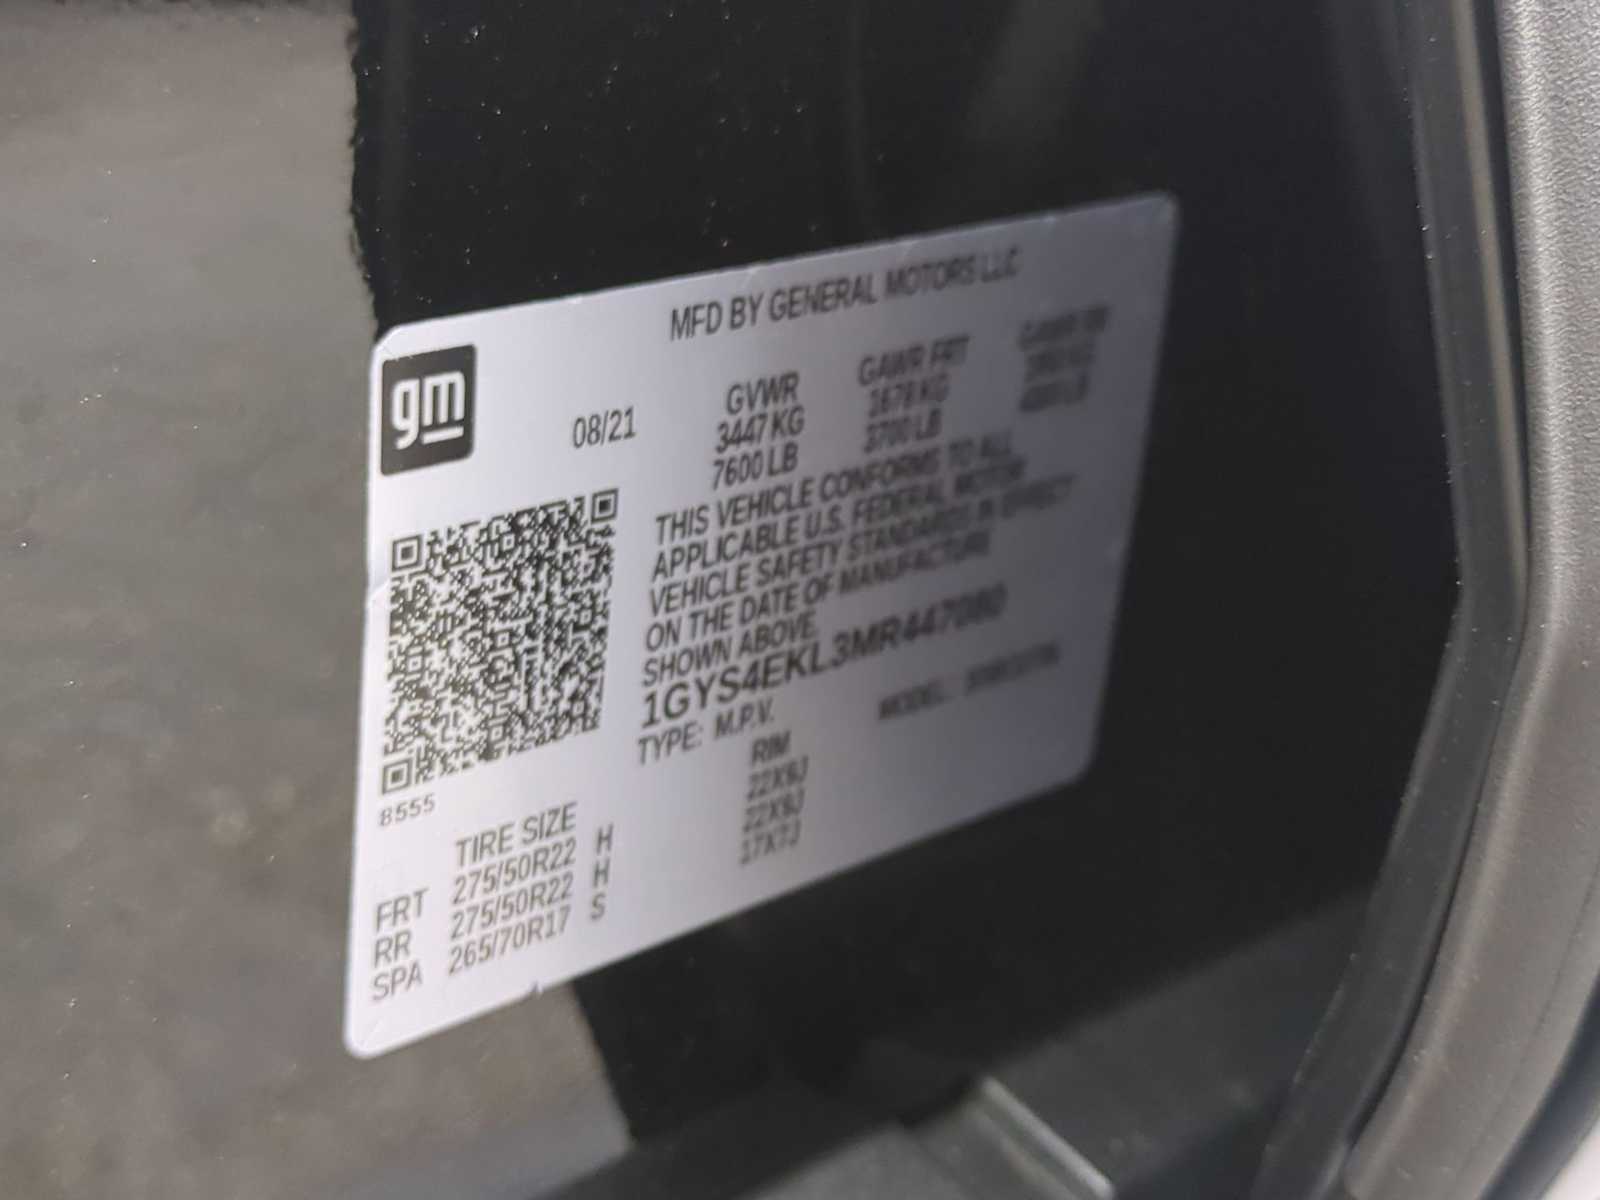 MFD BY GENERAL MOTORS LLC
gm
08/21
GVWR
3447 KG
7600 LB
GAWR FRT
1678 KG
3700 LB
GAWR RR
THIS VEHICLE CONFORMS TO ALL
APPLICABLE U.S. FEDERAL MOTOR
VEHICLE SAFETY STANDARDS IN EFFECT
ON THE DATE OF MANUFACTURE
SHOWN ABOVE.
1GYS4EKL3MR447080
TYPE: M.P.V. MODEL:
8555
TIRE SIZE RIM
FRT 275/50R22 H 22X9J
RR 275/50R22 H 22X9J
SPA 265/70R17 S 17X7J